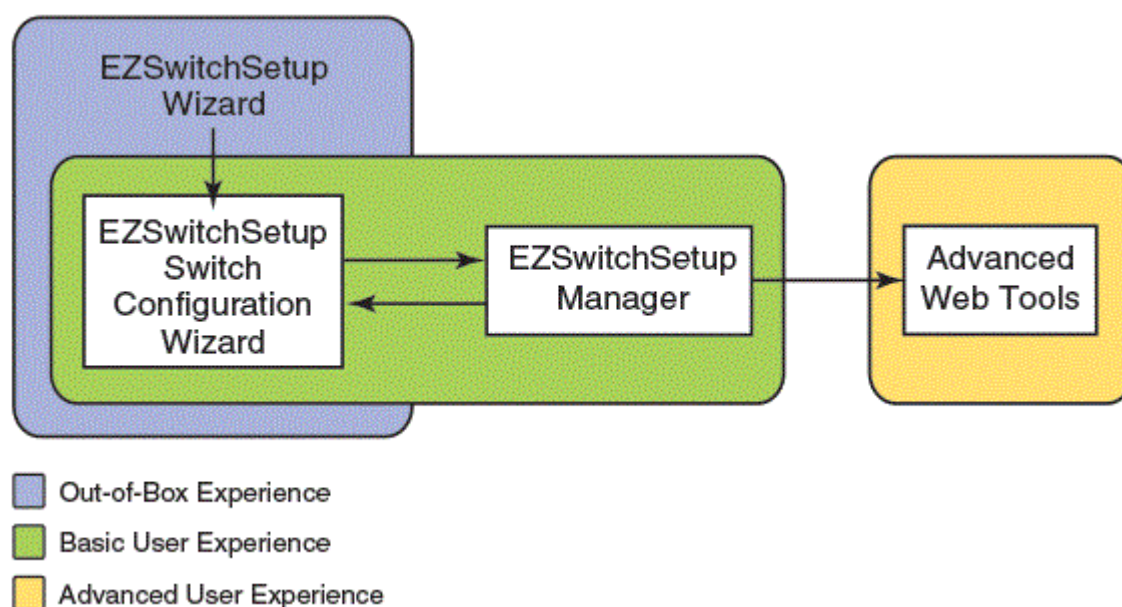 EZSwitchSetup
Wizard
EZSwitchSetup
Switch
Configuration
Wizard
EZSwitchSetup
Manager
Advanced
Web Tools
Out-of-Box Experience
Basic User Experience
Advanced User Experience